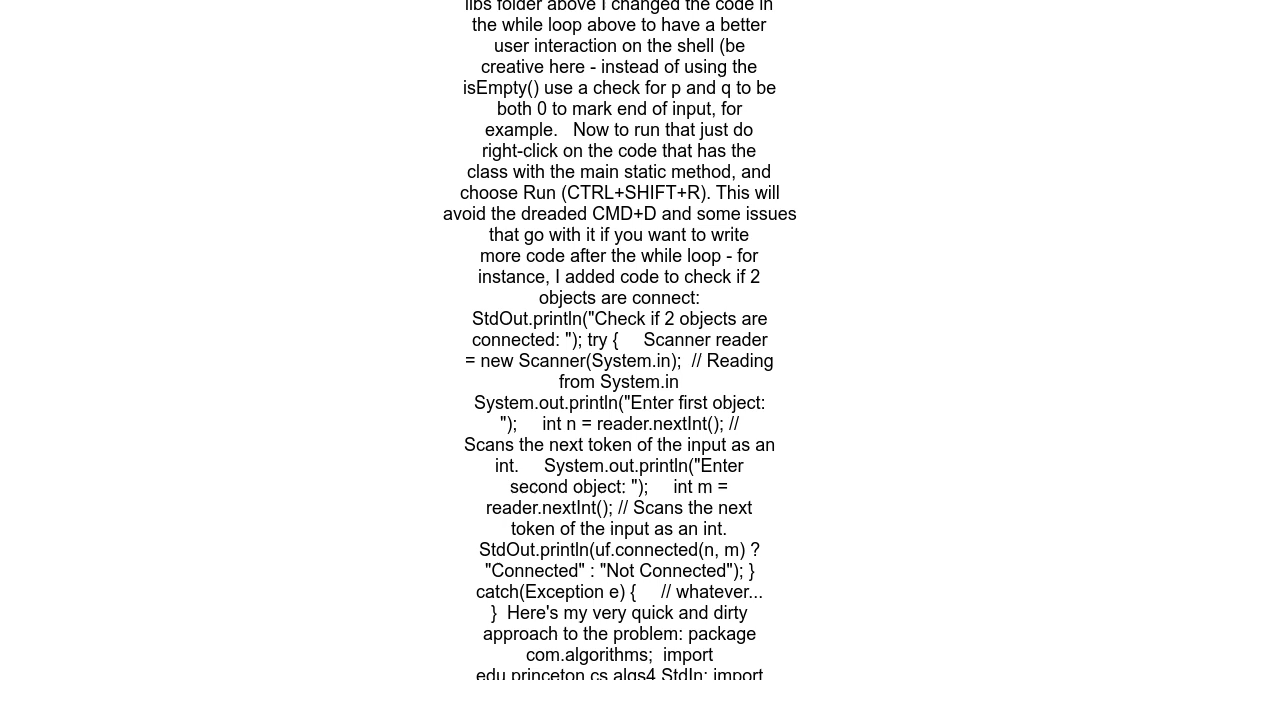 libs folder above I changed the code in
the while loop above to have a better
user interaction on the shell (be
creative here - instead of using the
isEmpty() use a check for p and q to be
both 0 to mark end of input, for
example.   Now to run that just do
right-click on the code that has the
class with the main static method, and
choose Run (CTRL+SHIFT+R). This will
avoid the dreaded CMD+D and some issues
that go with it if you want to write
more code after the while loop - for
instance, I added code to check if 2
objects are connect:
StdOut.println("Check if 2 objects are
connected: "); try {     Scanner reader
= new Scanner(System.in);  // Reading
from System.in
System.out.println("Enter first object:
");     int n = reader.nextInt(); //
Scans the next token of the input as an
int.     System.out.println("Enter
second object: ");     int m =
reader.nextInt(); // Scans the next
token of the input as an int.
StdOut.println(uf.connected(n, m) ?
"Connected" : "Not Connected"); }
catch(Exception e) {     // whatever...
}  Here's my very quick and dirty
approach to the problem: package
com.algorithms;  import
edu.princeton.cs.algs4.StdIn; import